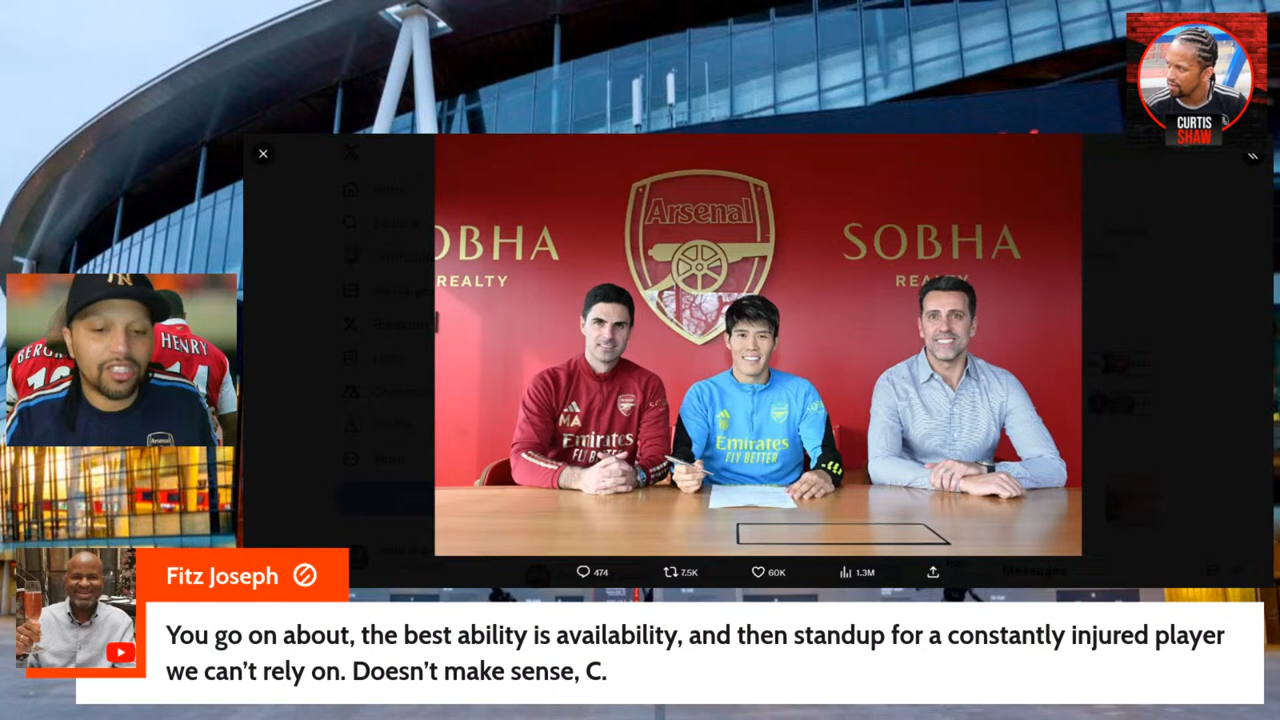 CURTIS
SHAW
Arsenal
OBHA
REALTY
SOBHA
REALTY
BERG
HENRY
MA
Emirates
FLY BETTER
Emirates
FLY BETTER
474
7.5K
60K
1.3M
Fitz Joseph
You go on about, the best ability is availability, and then standup for a constantly injured player
we can't rely on. Doesn't make sense, C.